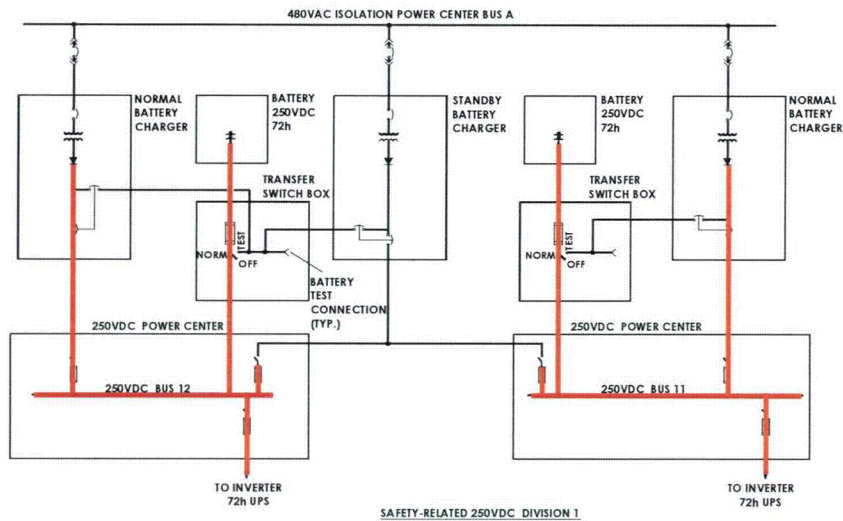 480VAC ISOLATION POWER CENTER BUS A
NORMAL
BATTERY
CHARGER
BATTERY
250VDC
72h
STANDBY
BATTERY
CHARGER
BATTERY
250VDC
72h
NORMAL
BATTERY
CHARGER
TRANSFER
SWITCH BOX
TRANSFER
SWITCH BOX
TEST
NORM
OFF
TEST
NORM
OFF
BATTERY
TEST
CONNECTION
(TYP.)
250VDC POWER CENTER
250VDC POWER CENTER
250VDC BUS 12
250VDC BUS 11
TO INVERTER
72h UPS
TO INVERTER
72h UPS
SAFETY-RELATED 250VDC DIVISION 1